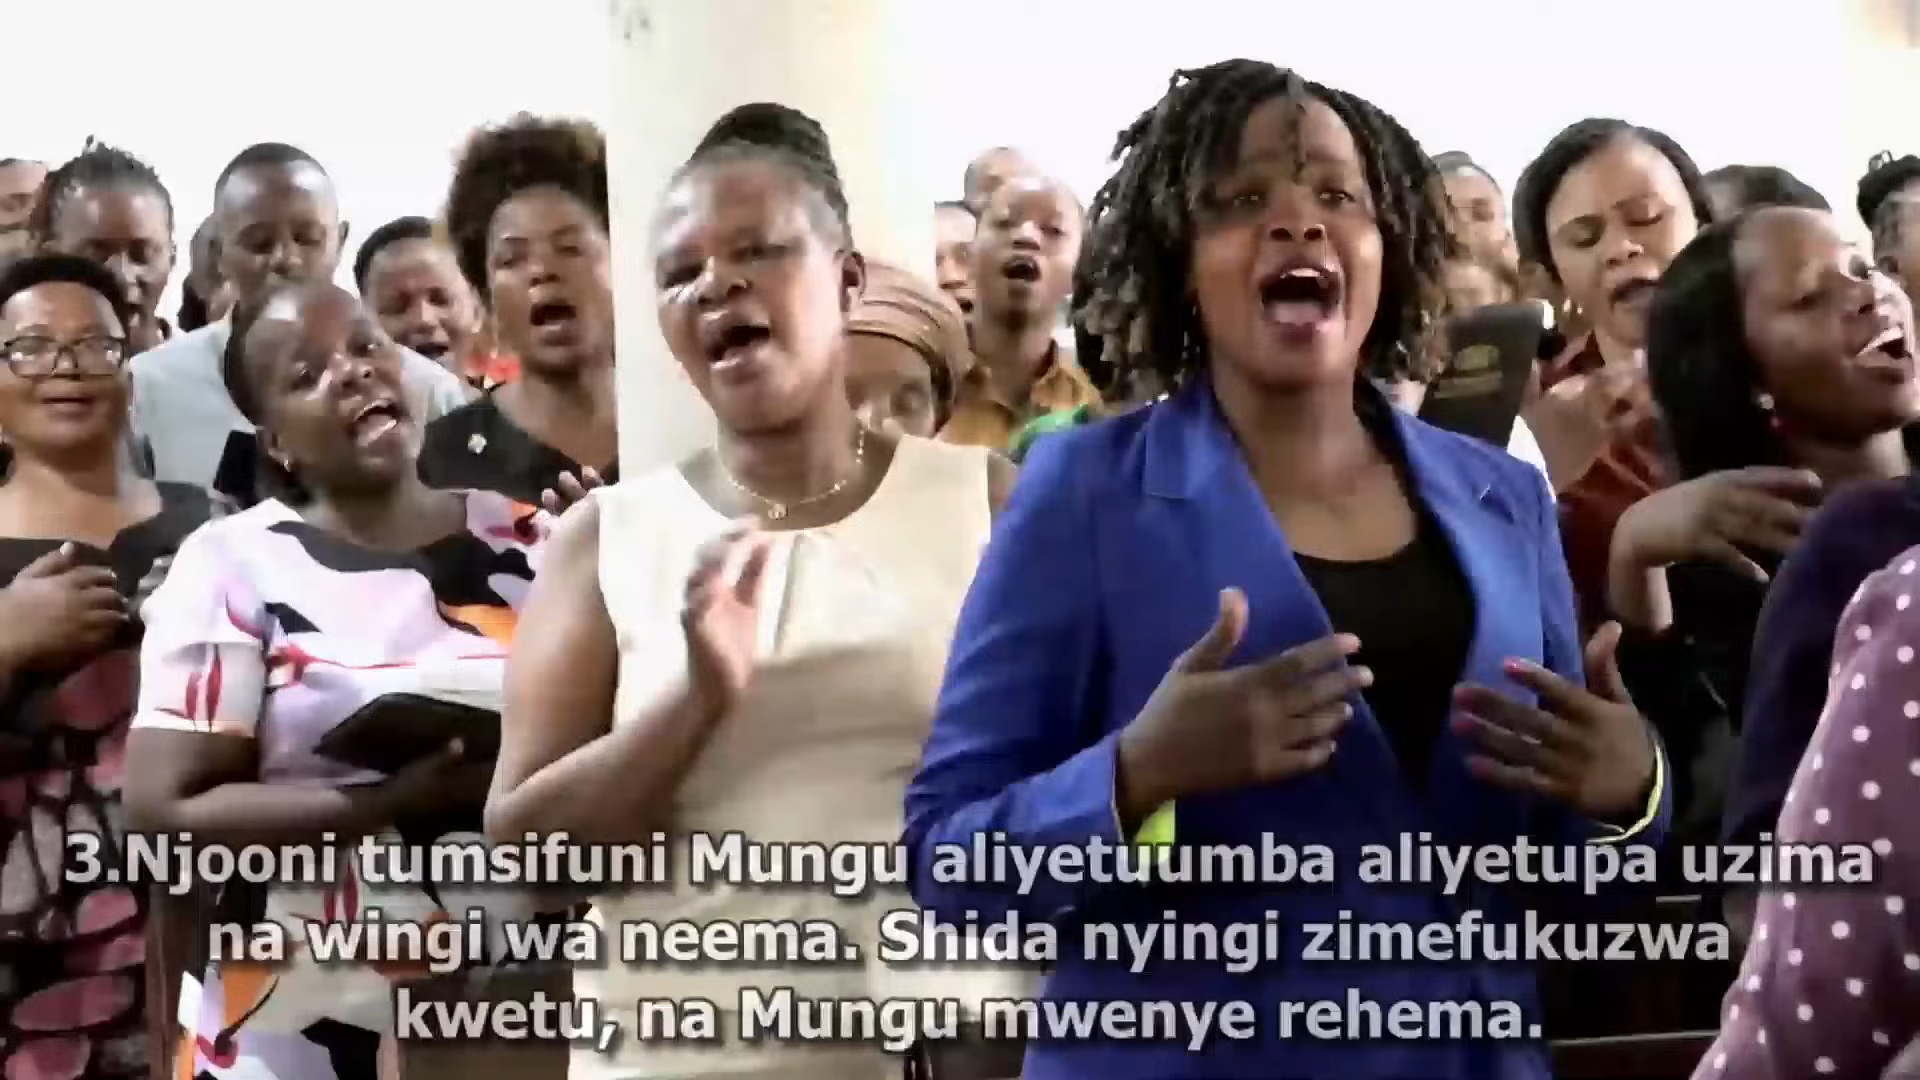 3.Njooni tumsifuni Mungu aliyetuumba aliyetupa uzima
na wingi wa neema. Shida nyingi zimefukuzwa
kwetu, na Mungu mwenye rehema.